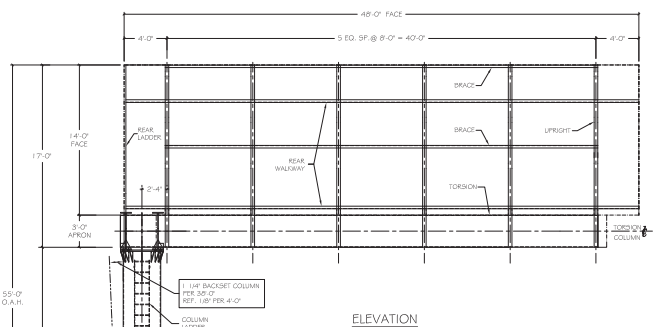 48'-0" FACE
4'-0"
5 EQ. SP.@ 8'-0" = 40'-0"
4'-0"
BRACE
REAR
LADDER
14'-0"
FACE
BRACE
UPRIGHT
17'-0"
REAR
WALKWAY
2'-4"
TORSION
3'-0"
APRON
TORSION
COLUMN
1 1/4" BACKSET COLUMN
PER 38'-0"
REF. 1/8" PER 4'-0"
55'-0"
O.A.H.
COLUMN
LADDER
ELEVATION